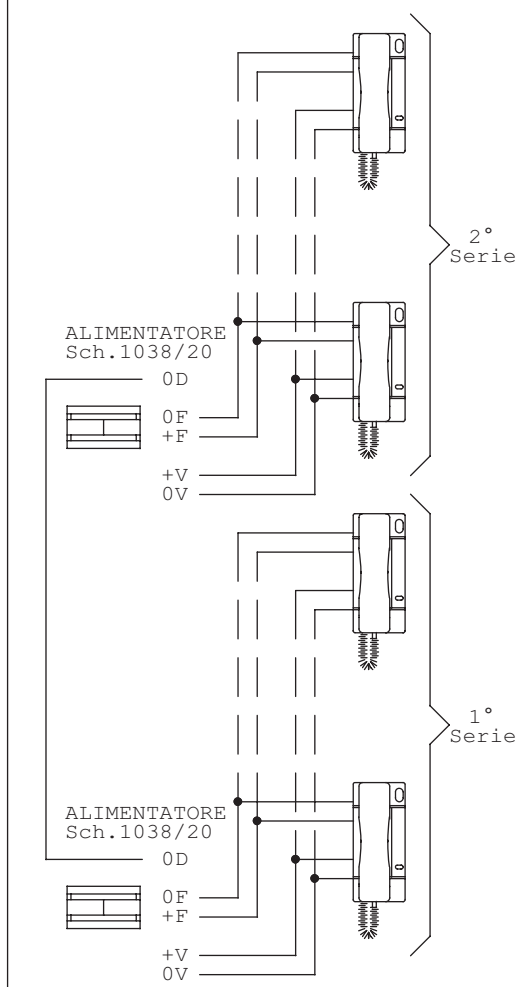 2°
Serie
ALIMENTATORE
Sch.1038/20
0D
0F
+F
+V
0V
1°
Serie
ALIMENTATORE
Sch.1038/20
0D
0F
+F
+V
0V